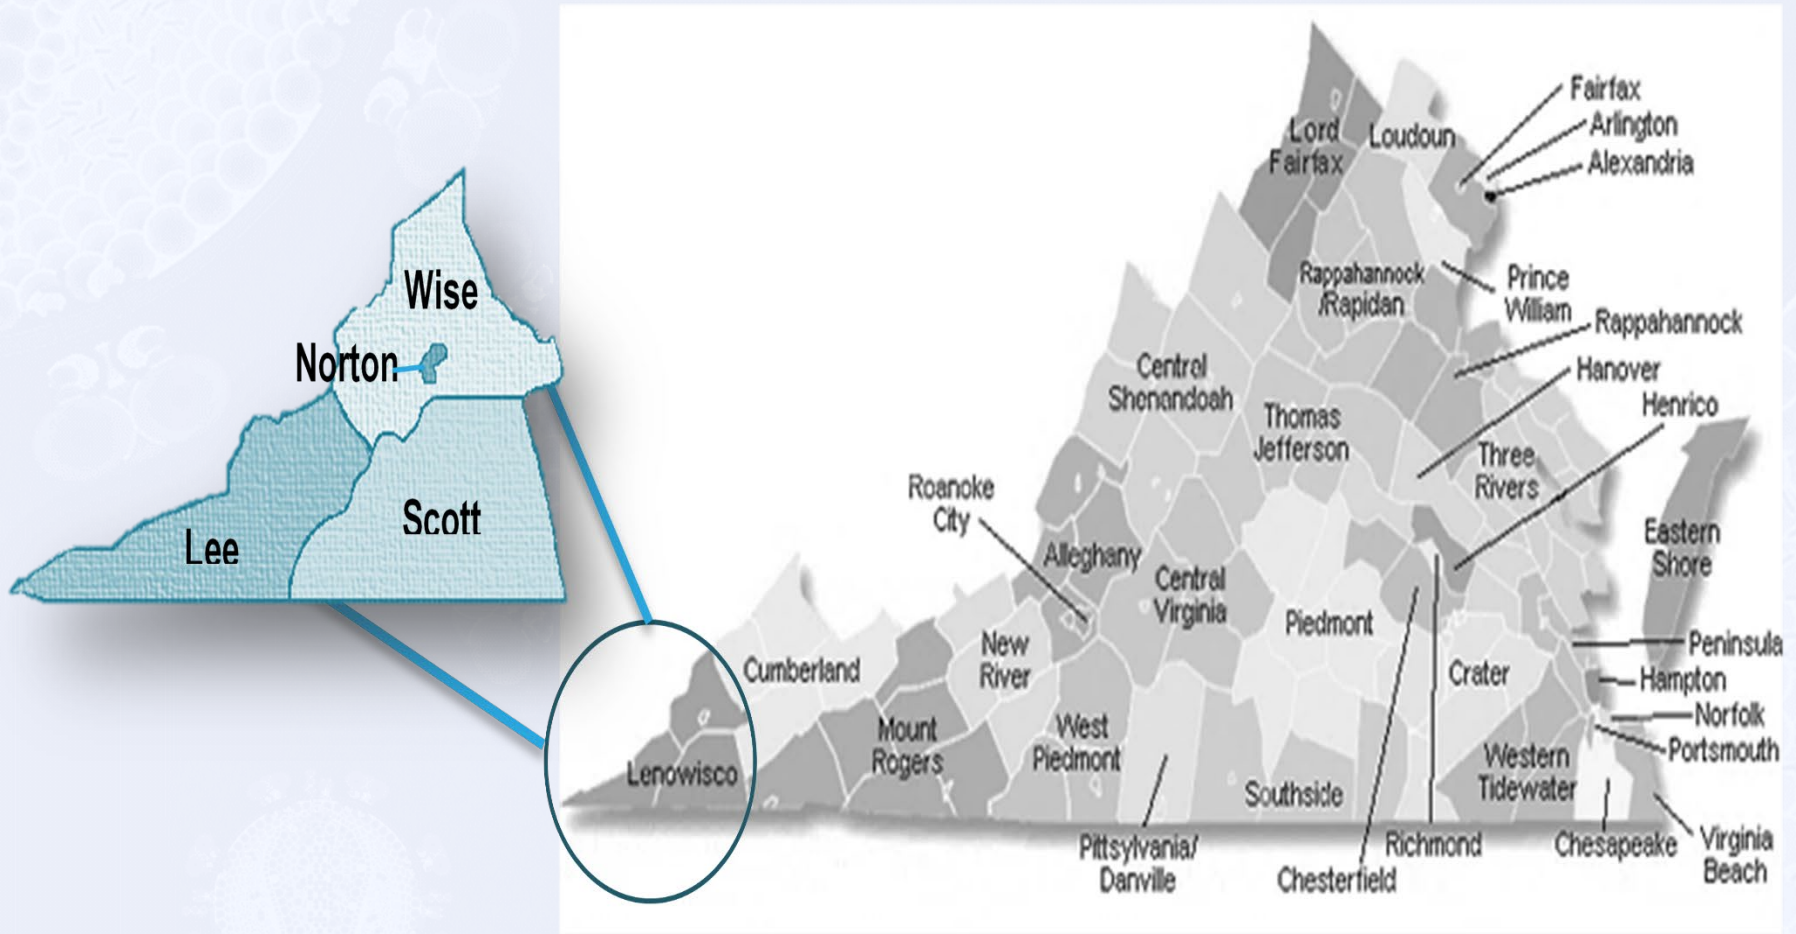 Wise
Norton
Lee
Scott
Lord
Fairfax
Loudoun
Fairfax
Arlington
Alexandria
Rappahannock
/Rapidan
Prince
William
Rappahannock
Hanover
Henrico
Central
Shenandoah
Thomas
Jefferson
Three
Rivers
Roanoke
City
Alleghany
Central
Virginia
Eastern
Shore
Piedmont
Cumberland
New
River
Crater
Peninsula
Hampton
Norfolk
Portsmouth
Mount
Rogers
West
Piedmont
Western
Tidewater
Lenowisco
Southside
Pittsylvania/
Danville
Chesterfield
Richmond
Chesapeake
Virginia
Beach